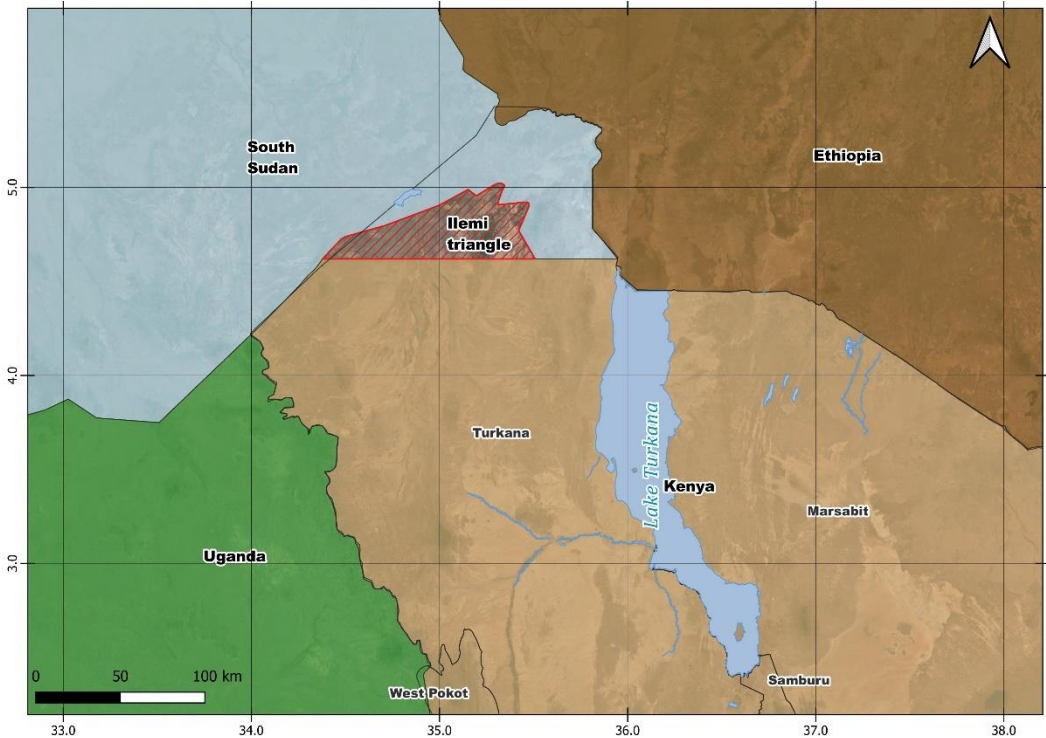 South
Sudan
Ethiopia
5.0
Ilemi
triangle
4.0
Turkana
Lake Turkana
Kenya
Marsabit
Uganda
3.0
0 50 100 km
West Pokot
Samburu
33.0 34.0 35.0 36.0 37.0 38.0